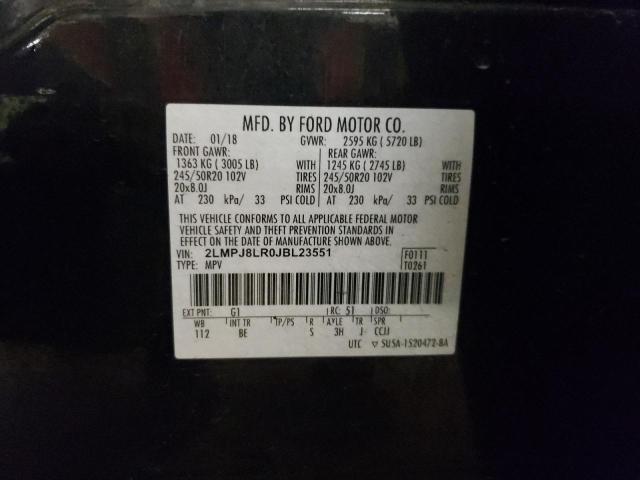 MFD. BY FORD MOTOR CO.
DATE: 01/18 GVWR: 2595 KG ( 5720 LB)
FRONT GAWR: REAR GAWR:
1363 KG ( 3005 LB) WITH 1245 KG ( 2745 LB) WITH
245/50R20 102V TIRES 245/50R20 102V TIRES
20x8.0J RIMS 20x8.0J RIMS
AT 230 kPa/ 33 PSI COLD AT 230 kPa/ 33 PSI COLD
THIS VEHICLE CONFORMS TO ALL APPLICABLE FEDERAL MOTOR
VEHICLE SAFETY AND THEFT PREVENTION STANDARDS IN
EFFECT ON THE DATE OF MANUFACTURE SHOWN ABOVE.
VIN: 2LMPJ8LR0JBL23551 F0111
TYPE: MPV T0261
EXT PNT: G1 RC: 51 DSO:
WB INT TR TP/PS R AXLE TR SPR
112 BE S 3H J CCJJ
UTC ▽ 5U5A-1520472-BA